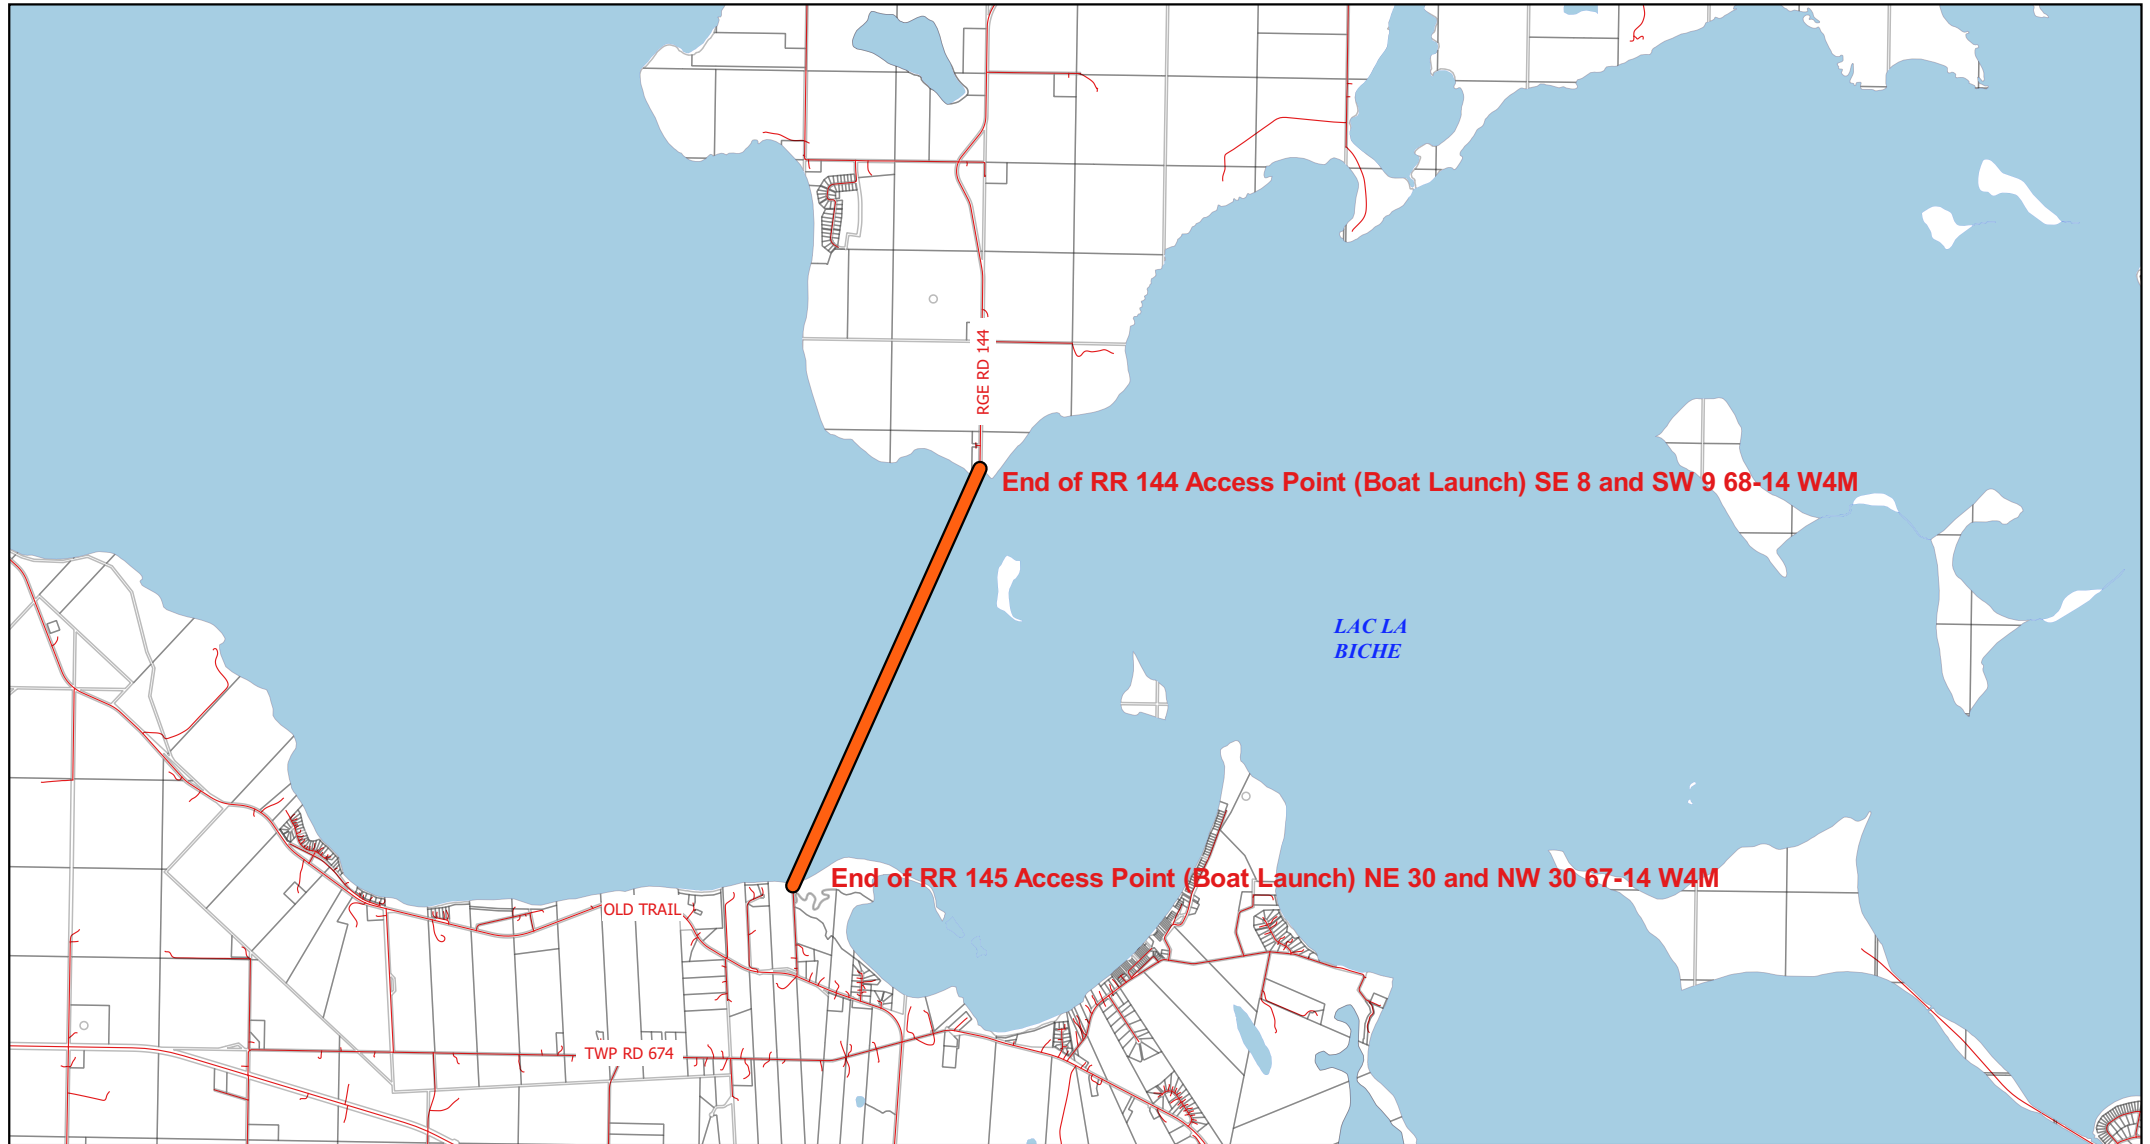 RGE RD 144
End of RR 144 Access Point (Boat Launch) SE 8 and SW 9 68-14 W4M
LAC LA
BICHE
End of RR 145 Access Point (Boat Launch) NE 30 and NW 30 67-14 W4M
OLD TRAIL
TWP RD 674